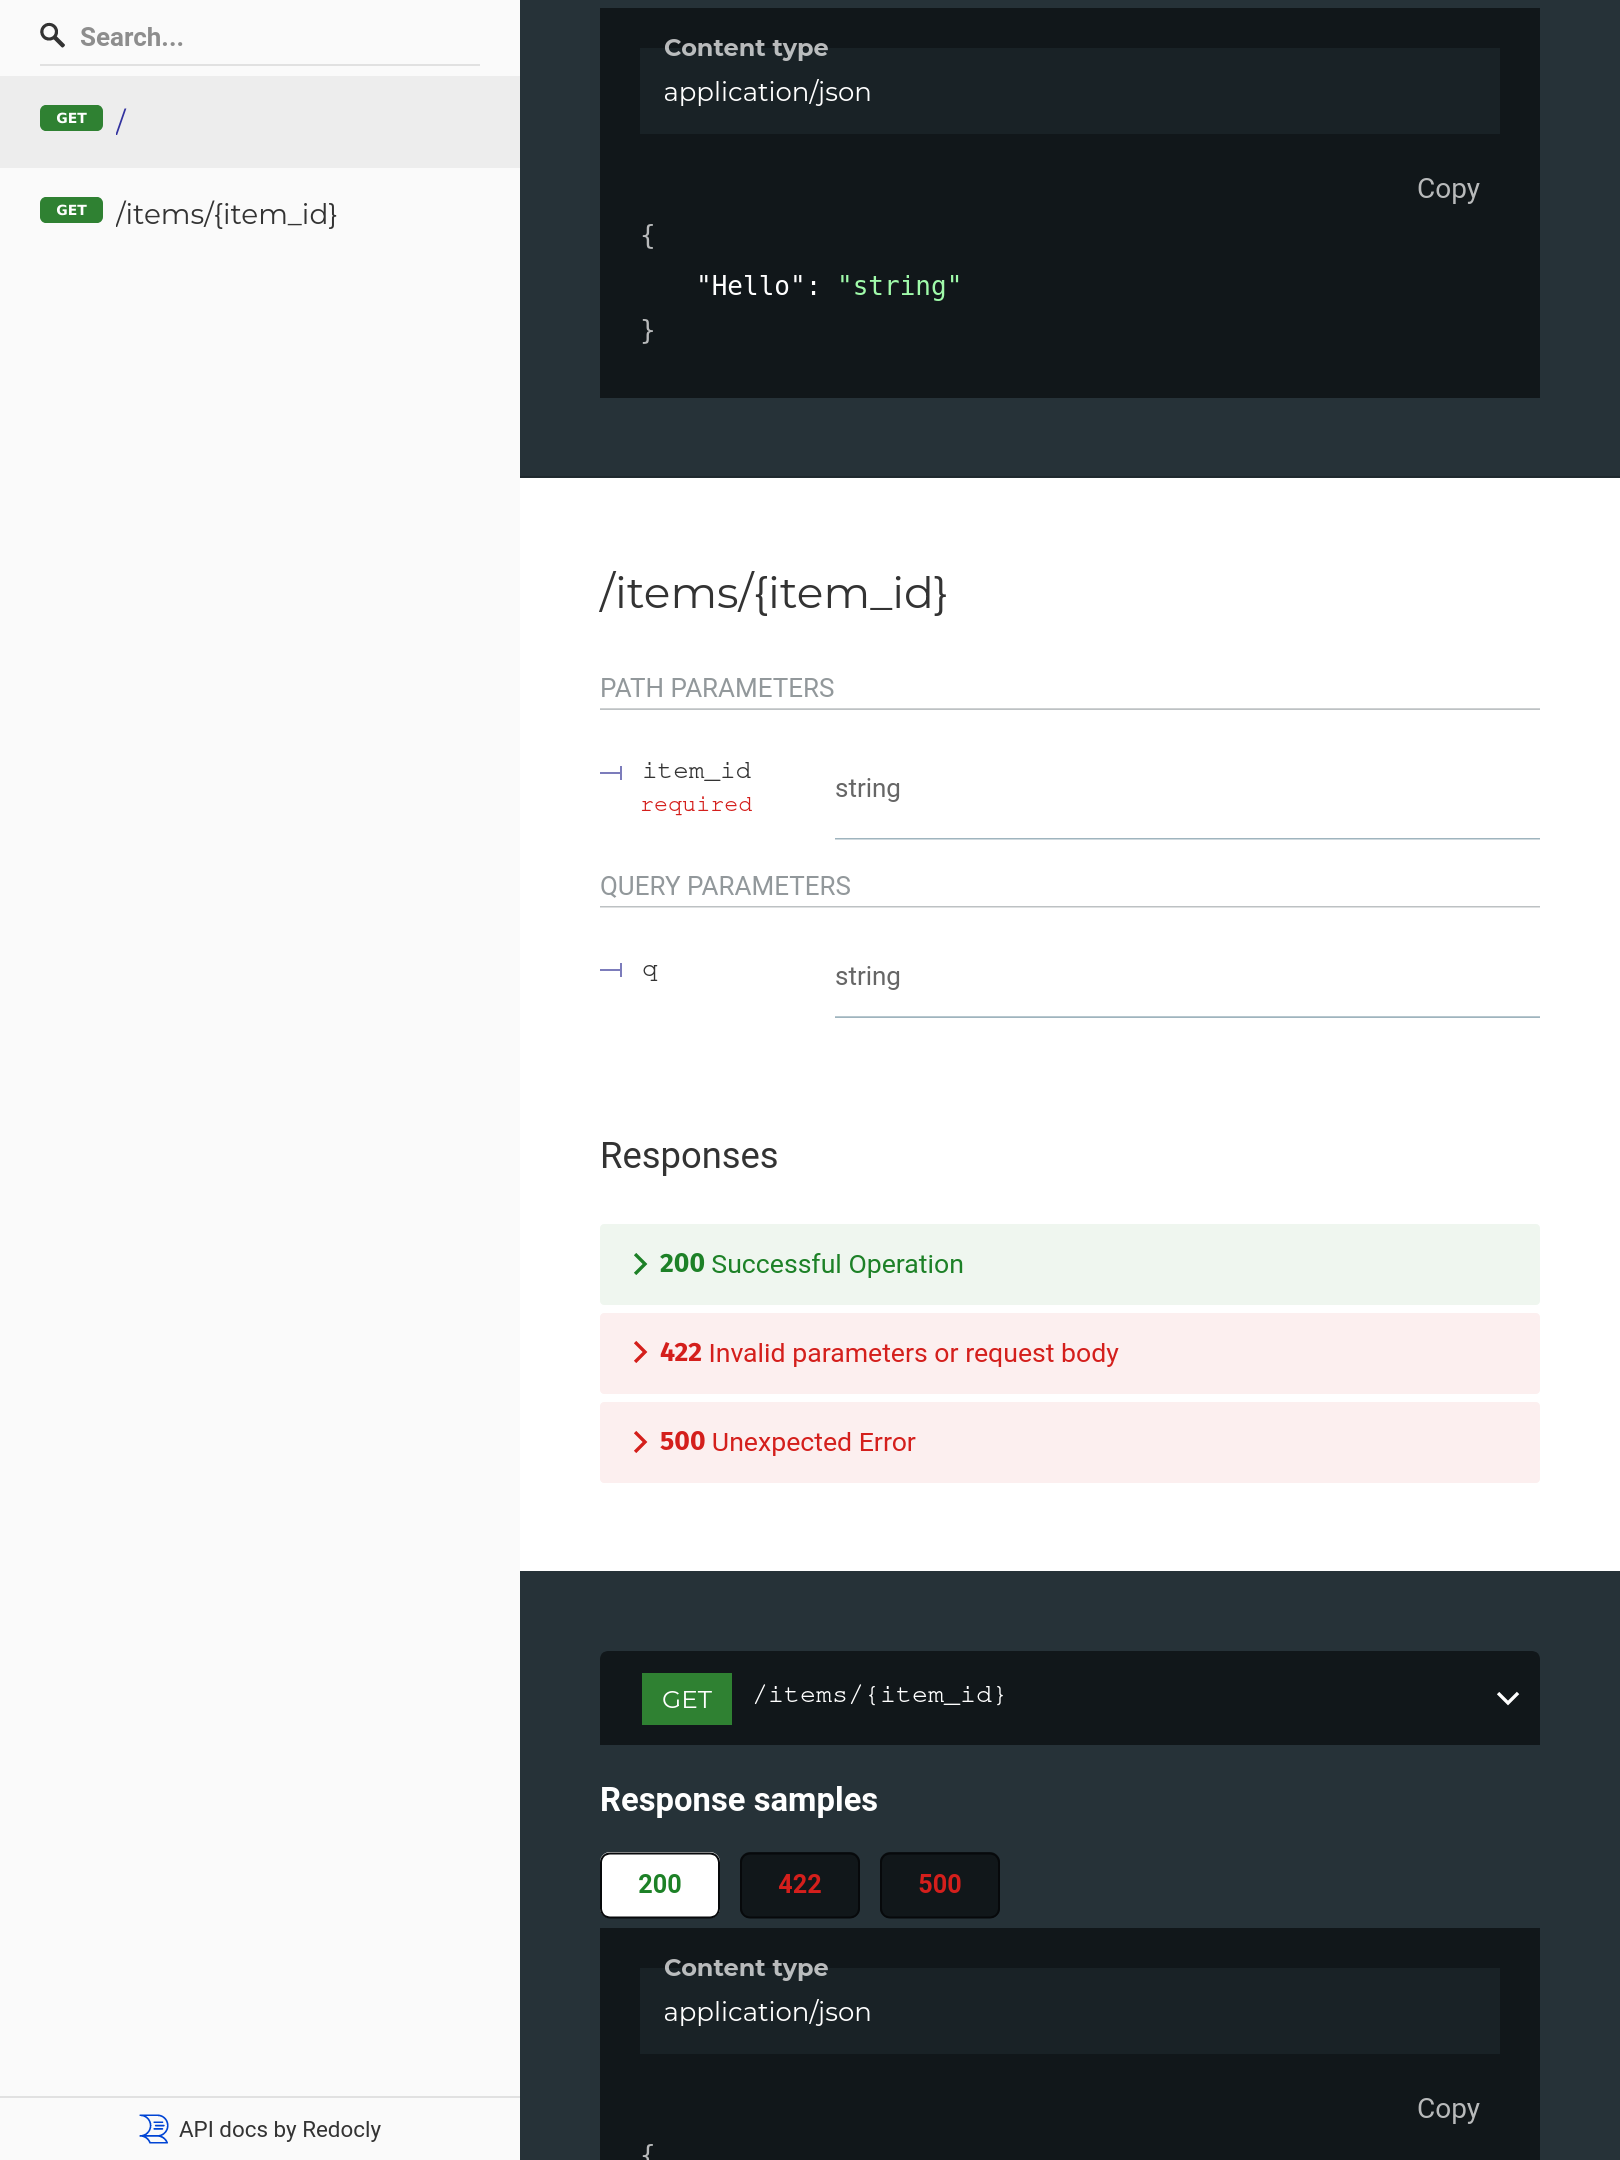 Search...
GET /
GET /items/{item_id}
API docs by Redocly
Content type
application/json
Copy
{
"Hello": "string"
}
/items/{item_id}
PATH PARAMETERS
item_id
required
string
QUERY PARAMETERS
q
string
Responses
200 Successful Operation
422 Invalid parameters or request body
500 Unexpected Error
GET /items/{item_id}
Response samples
200 422 500
Content type
application/json
Copy
{